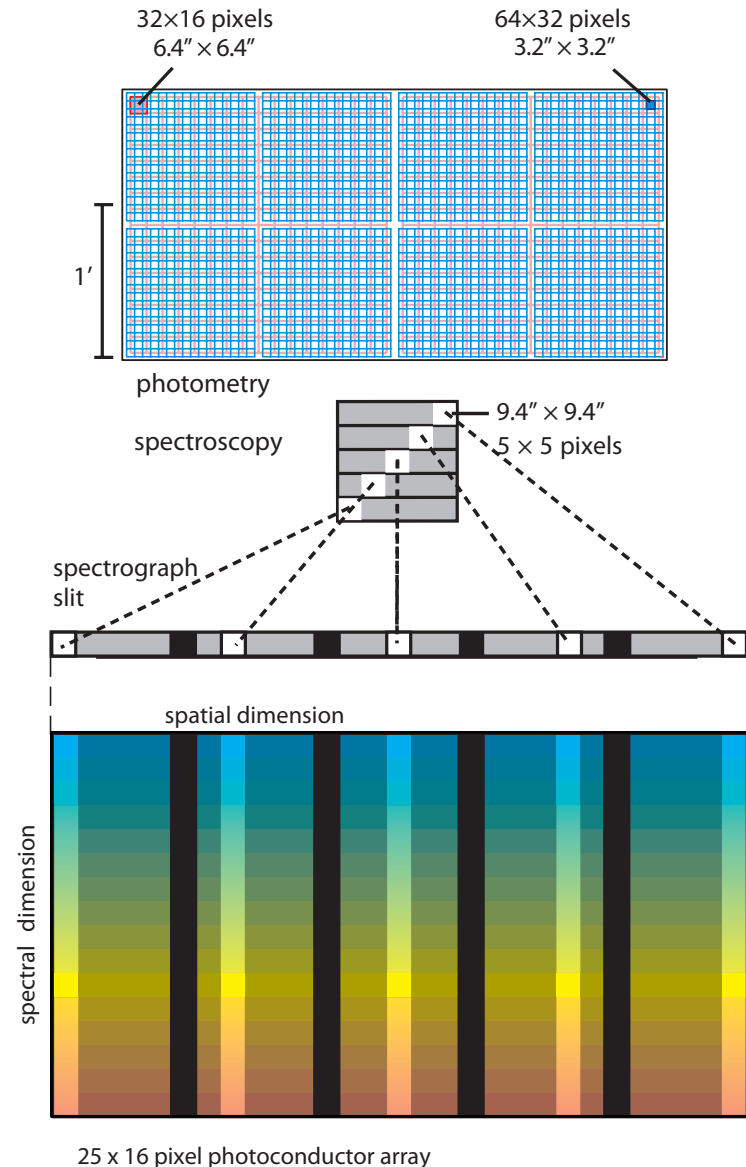 32×16 pixels
6.4” × 6.4”
64×32 pixels
3.2” × 3.2”
1’
photometry
spectroscopy
9.4” × 9.4”
5 × 5 pixels
spectrograph
slit
spatial dimension
spectral dimension
25 x 16 pixel photoconductor array